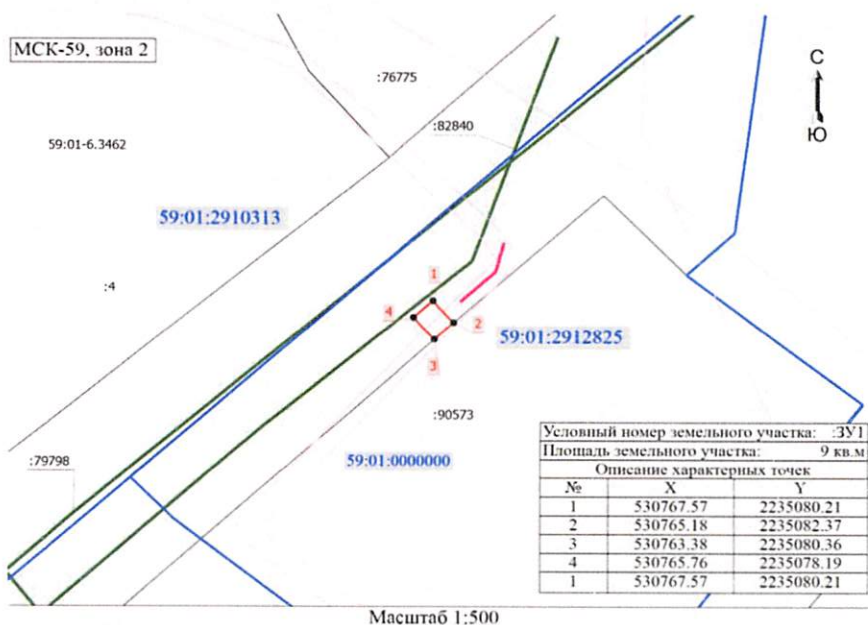 МСК-59, зона 2
:76775
С
Ю
:82840
59:01-6.3462
59:01:2910313
:4
1
4
2
59:01:2912825
3
:90573
:79798
59:01:0000000
Условный номер земельного участка: :ЗУ1
Площадь земельного участка: 9 кв.м
Описание характерных точек
№ X Y
1 530767.57 2235080.21
2 530765.18 2235082.37
3 530763.38 2235080.36
4 530765.76 2235078.19
1 530767.57 2235080.21
Масштаб 1:500